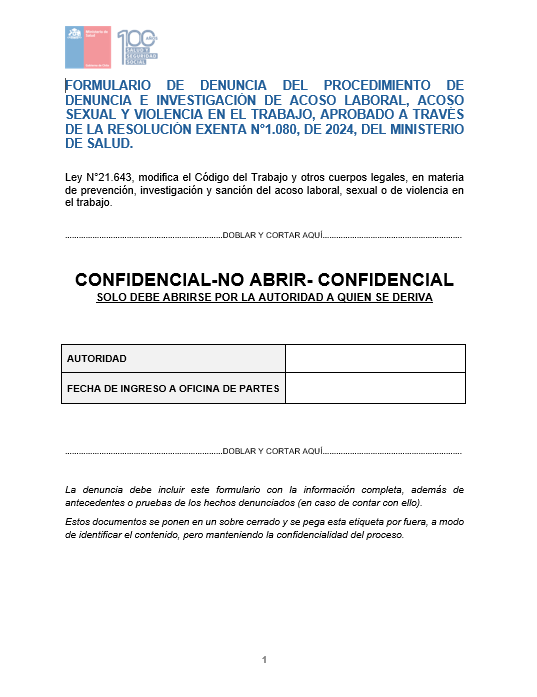 Ministerio de
Salud
Gobierno de Chile
100 AÑOS
SALUD Y
SEGURIDAD
SOCIAL
FORMULARIO DE DENUNCIA DEL PROCEDIMIENTO DE
DENUNCIA E INVESTIGACIÓN DE ACOSO LABORAL, ACOSO
SEXUAL Y VIOLENCIA EN EL TRABAJO, APROBADO A TRAVÉS
DE LA RESOLUCIÓN EXENTA N°1.080, DE 2024, DEL MINISTERIO
DE SALUD.
Ley N°21.643, modifica el Código del Trabajo y otros cuerpos legales, en materia
de prevención, investigación y sanción del acoso laboral, sexual o de violencia en
el trabajo.
......................................................................DOBLAR Y CORTAR AQUÍ..............................................................
CONFIDENCIAL-NO ABRIR- CONFIDENCIAL
SOLO DEBE ABRIRSE POR LA AUTORIDAD A QUIEN SE DERIVA
AUTORIDAD
FECHA DE INGRESO A OFICINA DE PARTES
......................................................................DOBLAR Y CORTAR AQUÍ..............................................................
La denuncia debe incluir este formulario con la información completa, además de
antecedentes o pruebas de los hechos denunciados (en caso de contar con ello).
Estos documentos se ponen en un sobre cerrado y se pega esta etiqueta por fuera, a modo
de identificar el contenido, pero manteniendo la confidencialidad del proceso.
1